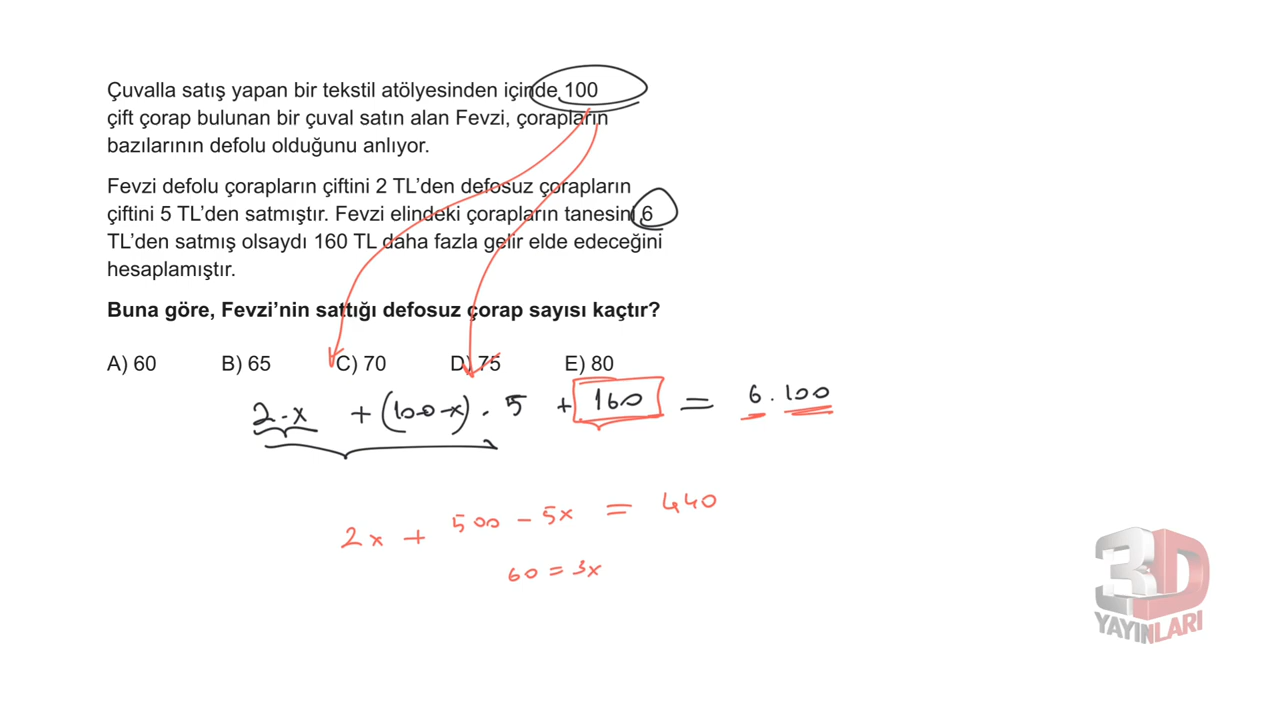 Çuvalla satış yapan bir tekstil atölyesinden içinde 100
çift çorap bulunan bir çuval satın alan Fevzi, çorapların
bazılarının defolu olduğunu anlıyor.
Fevzi defolu çorapların çiftini 2 TL’den defosuz çorapların
çiftini 5 TL’den satmıştır. Fevzi elindeki çorapların tanesini 6
TL’den satmış olsaydı 160 TL daha fazla gelir elde edeceğini
hesaplamıştır.
Buna göre, Fevzi’nin sattığı defosuz çorap sayısı kaçtır?
A) 60 B) 65 C) 70 D) 75 E) 80
2.x + (100-x) . 5 + 160 = 6 . 100
2x + 500 - 5x = 440
60 = 3x
3D
YAYINLARI